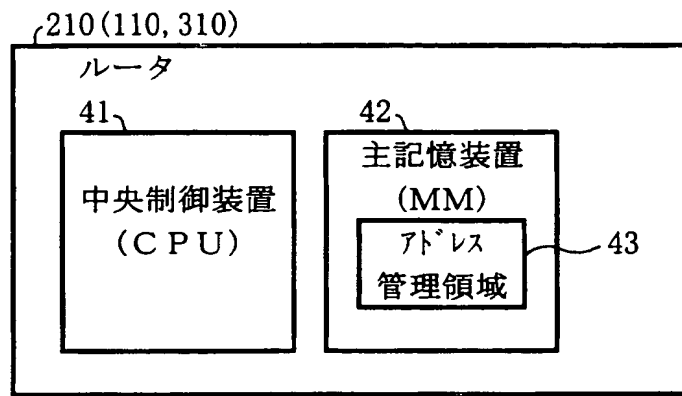 210(110,310)
ルータ
41
中央制御装置
(CPU)
42
主記憶装置
(MM)
アドレス
管理領域
43